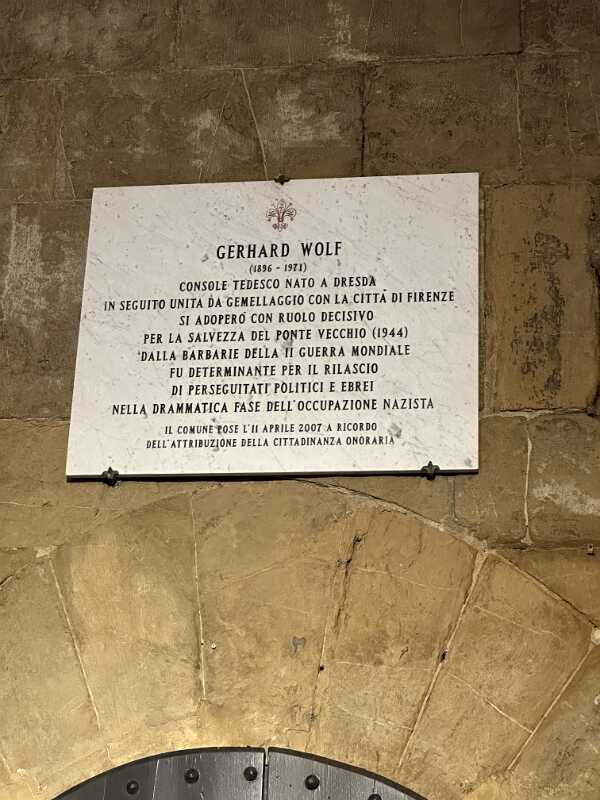 GERHARD WOLF
(1896 - 1971)
CONSOLE TEDESCO NATO A DRESDA
IN SEGUITO UNITA DA GEMELLAGGIO CON LA CITTÀ DI FIRENZE
SI ADOPERÒ CON RUOLO DECISIVO
PER LA SALVEZZA DEL PONTE VECCHIO (1944)
DALLA BARBARIE DELLA II GUERRA MONDIALE
FU DETERMINANTE PER IL RILASCIO
DI PERSEGUITATI POLITICI E EBREI
NELLA DRAMMATICA FASE DELL'OCCUPAZIONE NAZISTA
IL COMUNE POSE L'11 APRILE 2007 A RICORDO
DELL'ATTRIBUZIONE DELLA CITTADINANZA ONORARIA